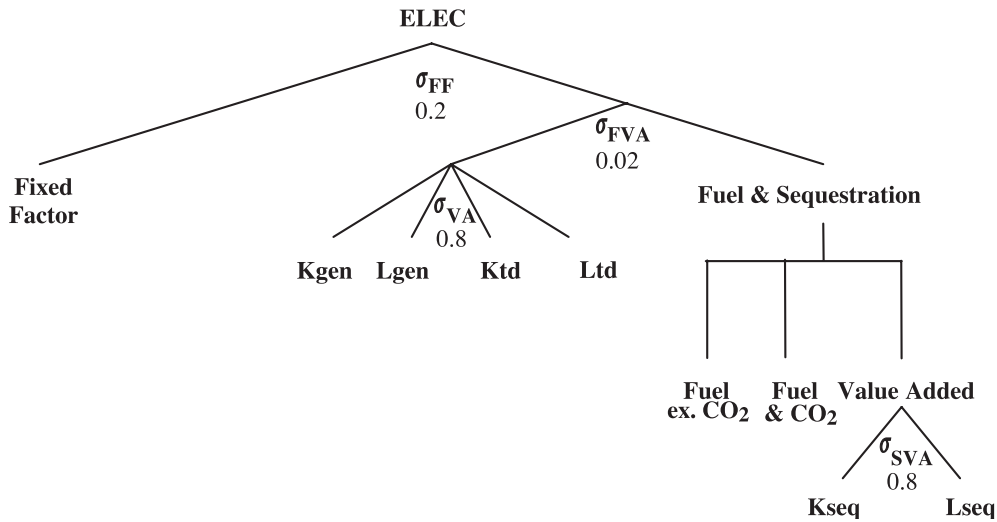 ELEC
σFF
0.2
σFVA
0.02
Fixed
Factor
Fuel & Sequestration
σVA
0.8
Kgen Lgen Ktd Ltd
Fuel
ex. CO2
Fuel
& CO2
Value Added
σSVA
0.8
Kseq Lseq